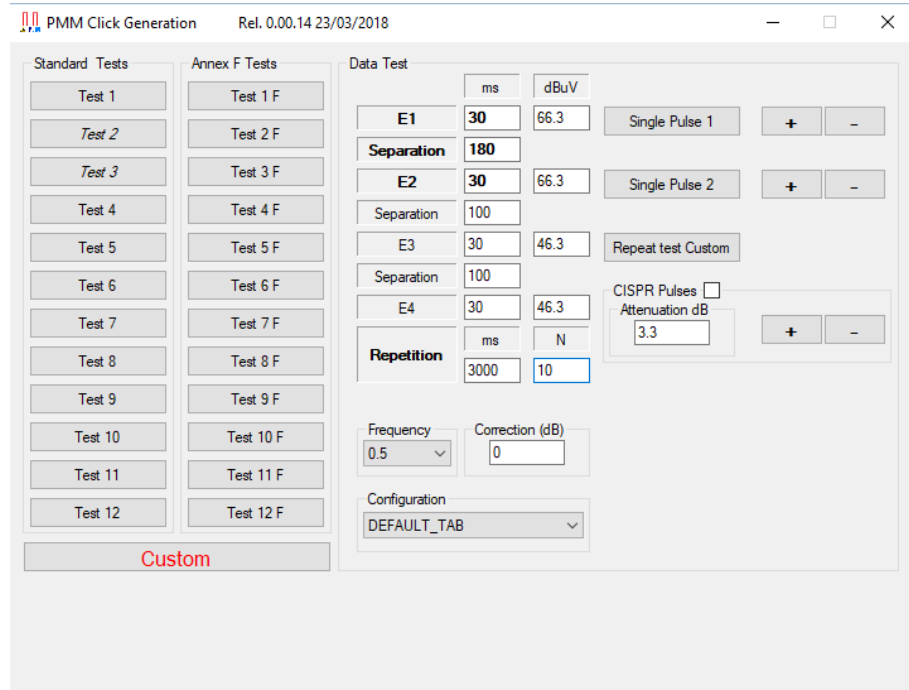 PMM Click Generation Rel. 0.00.14 23/03/2018
Standard Tests
Test 1
Test 2
Test 3
Test 4
Test 5
Test 6
Test 7
Test 8
Test 9
Test 10
Test 11
Test 12
Annex F Tests
Test 1 F
Test 2 F
Test 3 F
Test 4 F
Test 5 F
Test 6 F
Test 7 F
Test 8 F
Test 9 F
Test 10 F
Test 11 F
Test 12 F
Custom
Data Test
ms dBuV
E1 30 66.3 Single Pulse 1 + -
Separation 180
E2 30 66.3 Single Pulse 2 + -
Separation 100
E3 30 46.3 Repeat test Custom
Separation 100
E4 30 46.3
CISPR Pulses
Attenuation dB
3.3 + -
Repetition ms N
3000 10
Frequency Correction (dB)
0.5 0
Configuration
DEFAULT_TAB